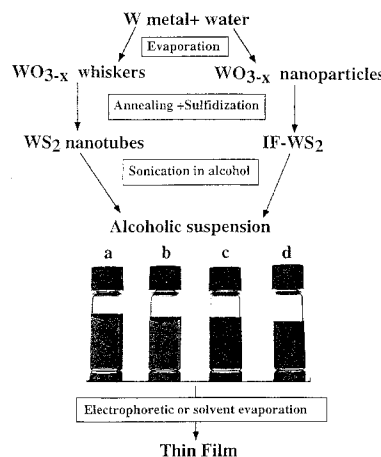 W metal+ water
Evaporation
WO3-x whiskers WO3-x nanoparticles
Annealing +Sulfidization
WS2 nanotubes IF-WS2
Sonication in alcohol
Alcoholic suspension
a b c d
Electrophoretic or solvent evaporation
Thin Film